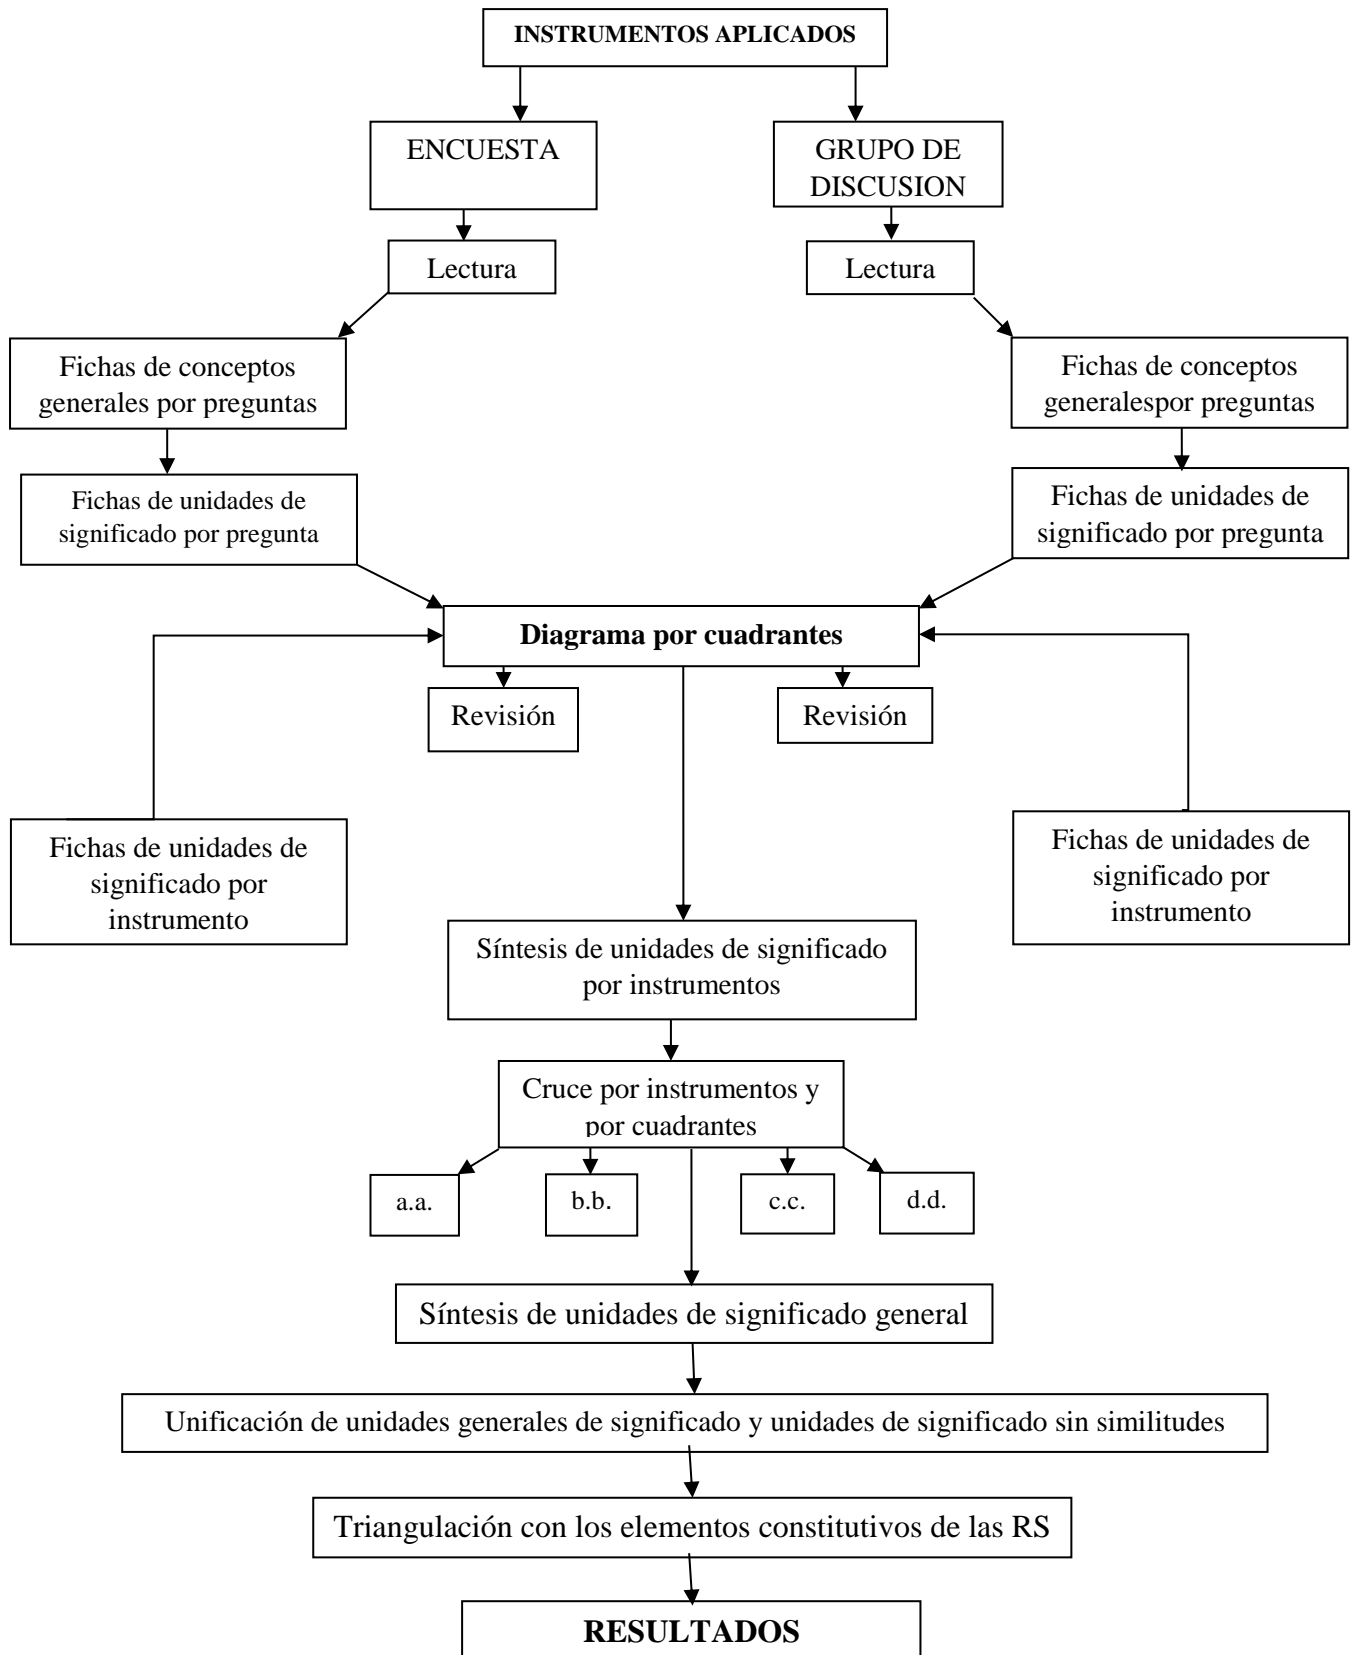 INSTRUMENTOS APLICADOS
ENCUESTA
GRUPO DE
DISCUSION
Lectura
Lectura
Fichas de conceptos
generales por preguntas
Fichas de conceptos
generalespor preguntas
Fichas de unidades de
significado por pregunta
Fichas de unidades de
significado por pregunta
Diagrama por cuadrantes
Revisión
Revisión
Fichas de unidades de
significado por
instrumento
Fichas de unidades de
significado por
instrumento
Síntesis de unidades de significado
por instrumentos
Cruce por instrumentos y
por cuadrantes
a.a.
b.b.
c.c.
d.d.
Síntesis de unidades de significado general
Unificación de unidades generales de significado y unidades de significado sin similitudes
Triangulación con los elementos constitutivos de las RS
RESULTADOS